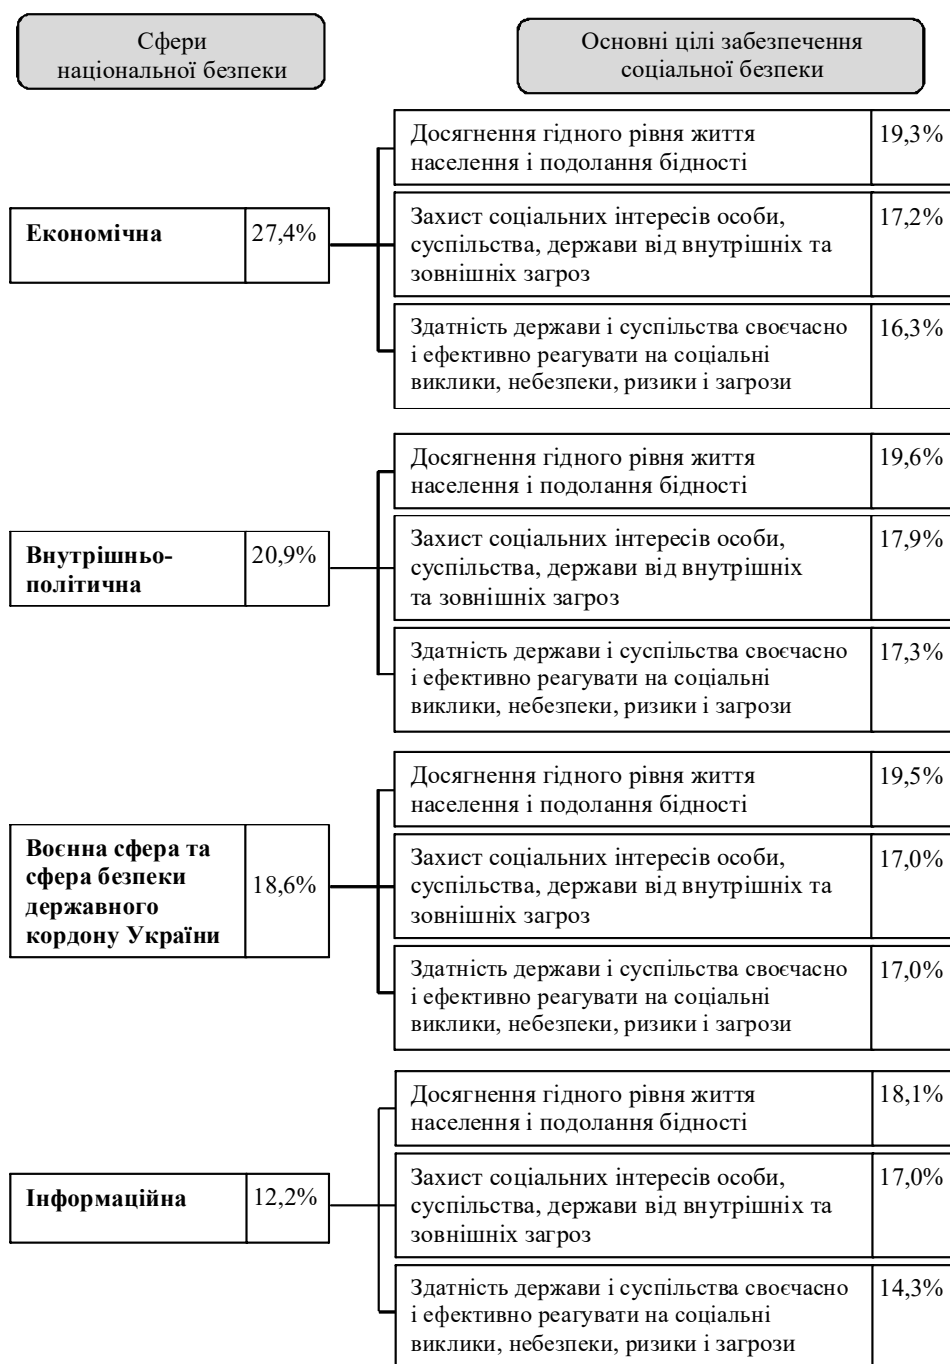 Сфери
національної безпеки
Основні цілі забезпечення
соціальної безпеки
Економічна
27,4%
Досягнення гідного рівня життя
населення і подолання бідності
19,3%
Захист соціальних інтересів особи,
суспільства, держави від внутрішніх та
зовнішніх загроз
17,2%
Здатність держави і суспільства своєчасно
і ефективно реагувати на соціальні
виклики, небезпеки, ризики і загрози
16,3%
Внутрішньо-
політична
20,9%
Досягнення гідного рівня життя
населення і подолання бідності
19,6%
Захист соціальних інтересів особи,
суспільства, держави від внутрішніх
та зовнішніх загроз
17,9%
Здатність держави і суспільства своєчасно
і ефективно реагувати на соціальні
виклики, небезпеки, ризики і загрози
17,3%
Воєнна сфера та
сфера безпеки
державного
кордону України
18,6%
Досягнення гідного рівня життя
населення і подолання бідності
19,5%
Захист соціальних інтересів особи,
суспільства, держави від внутрішніх та
зовнішніх загроз
17,0%
Здатність держави і суспільства своєчасно
і ефективно реагувати на соціальні
виклики, небезпеки, ризики і загрози
17,0%
Інформаційна
12,2%
Досягнення гідного рівня життя
населення і подолання бідності
18,1%
Захист соціальних інтересів особи,
суспільства, держави від внутрішніх та
зовнішніх загроз
17,0%
Здатність держави і суспільства своєчасно
і ефективно реагувати на соціальні
виклики, небезпеки, ризики і загрози
14,3%